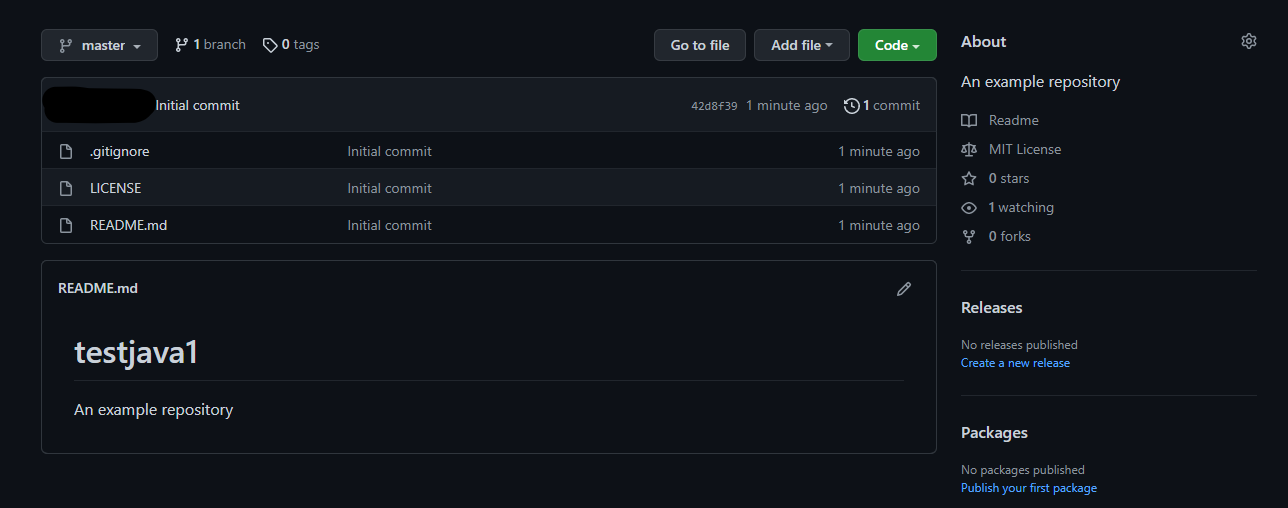 master 1 branch 0 tags Go to file Add file Code
Initial commit 42d8f39 1 minute ago 1 commit
.gitignore Initial commit 1 minute ago
LICENSE Initial commit 1 minute ago
README.md Initial commit 1 minute ago
README.md
testjava1
An example repository
About
An example repository
Readme
MIT License
0 stars
1 watching
0 forks
Releases
No releases published
Create a new release
Packages
No packages published
Publish your first package